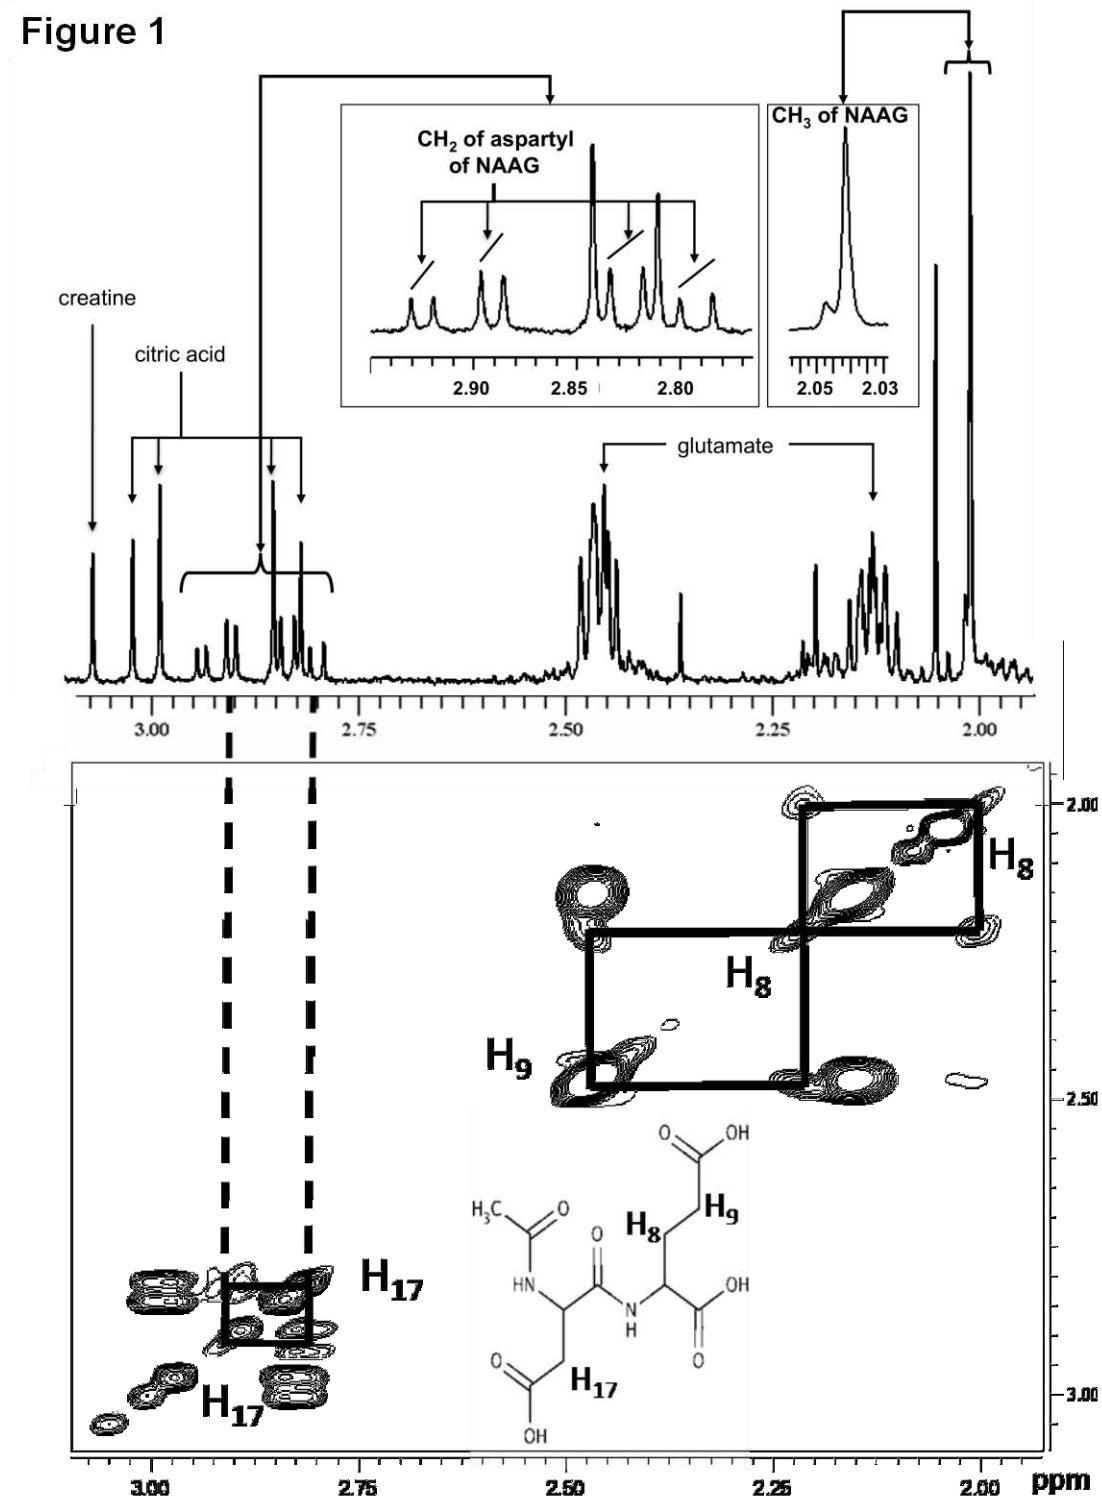 Figure 1
CH₂ of aspartyl
of NAAG
CH₃ of NAAG
creatine
citric acid
2.90 2.85 2.80
2.05 2.03
glutamate
3.00 2.75 2.50 2.25 2.00
2.00
H₈
H₈
H₉
2.50
O OH
H₃C O
O H₈ H₉
HN OH
N
H
O O
H₁₇
OH
H₁₇
H₁₇
3.00
3.00 2.75 2.50 2.25 2.00 ppm